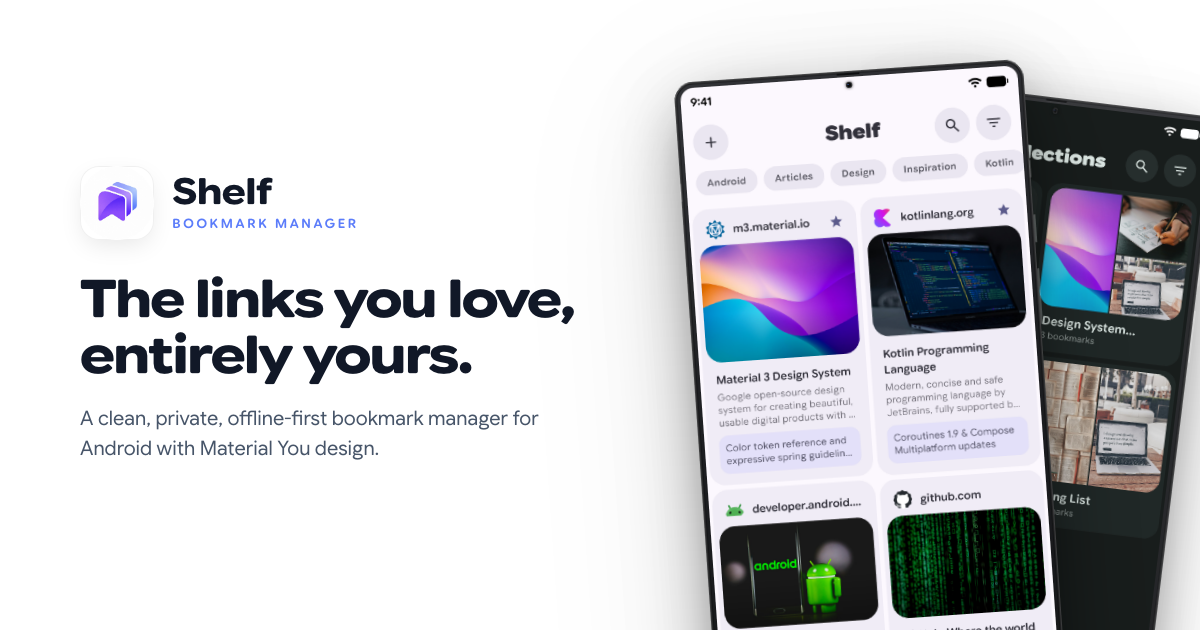 Shelf
BOOKMARK MANAGER
The links you love,
entirely yours.
A clean, private, offline-first bookmark manager for
Android with Material You design.
9:41
Shelf
Android
Articles
Design
Inspiration
Kotlin
m3.material.io
Material 3 Design System
Google open-source design
system for creating beautiful,
usable digital products with ...
Color token reference and
expressive spring guidelin...
kotlinlang.org
Kotlin Programming
Language
Modern, concise and safe
programming language by
JetBrains, fully supported b...
Coroutines 1.9 & Compose
Multiplatform updates
developer.android....
android
github.com
Where the world
lections
Design System...
bookmarks
ng List
marks